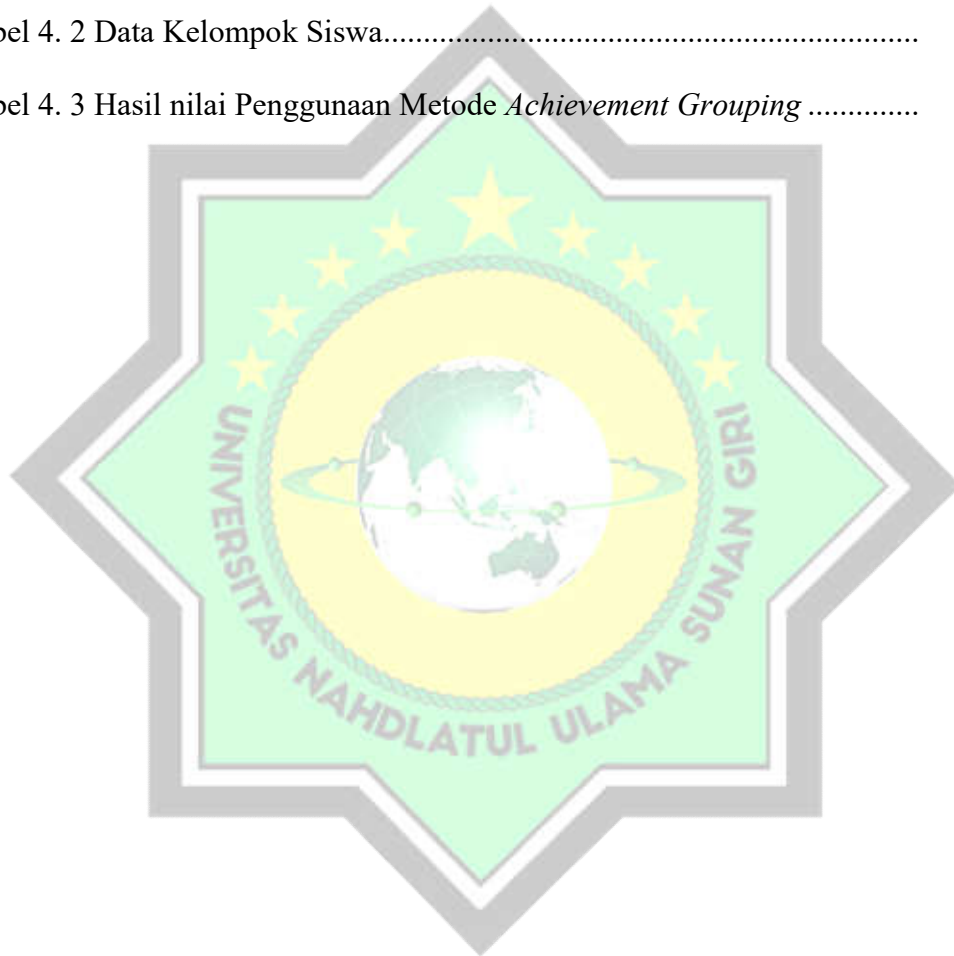 bel 4. 2 Data Kelompok Siswa..................................................................
bel 4. 3 Hasil nilai Penggunaan Metode Achievement Grouping ..............
UNIVERSITAS NAHDLATUL ULAMA SUNAN GIRI